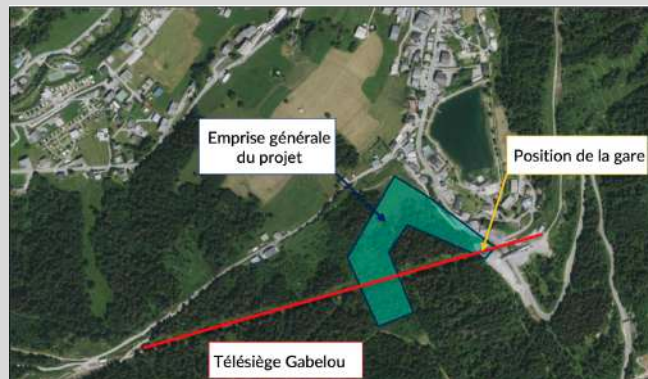 Emprise générale
du projet
Position de la gare
Télésiège Gabelou